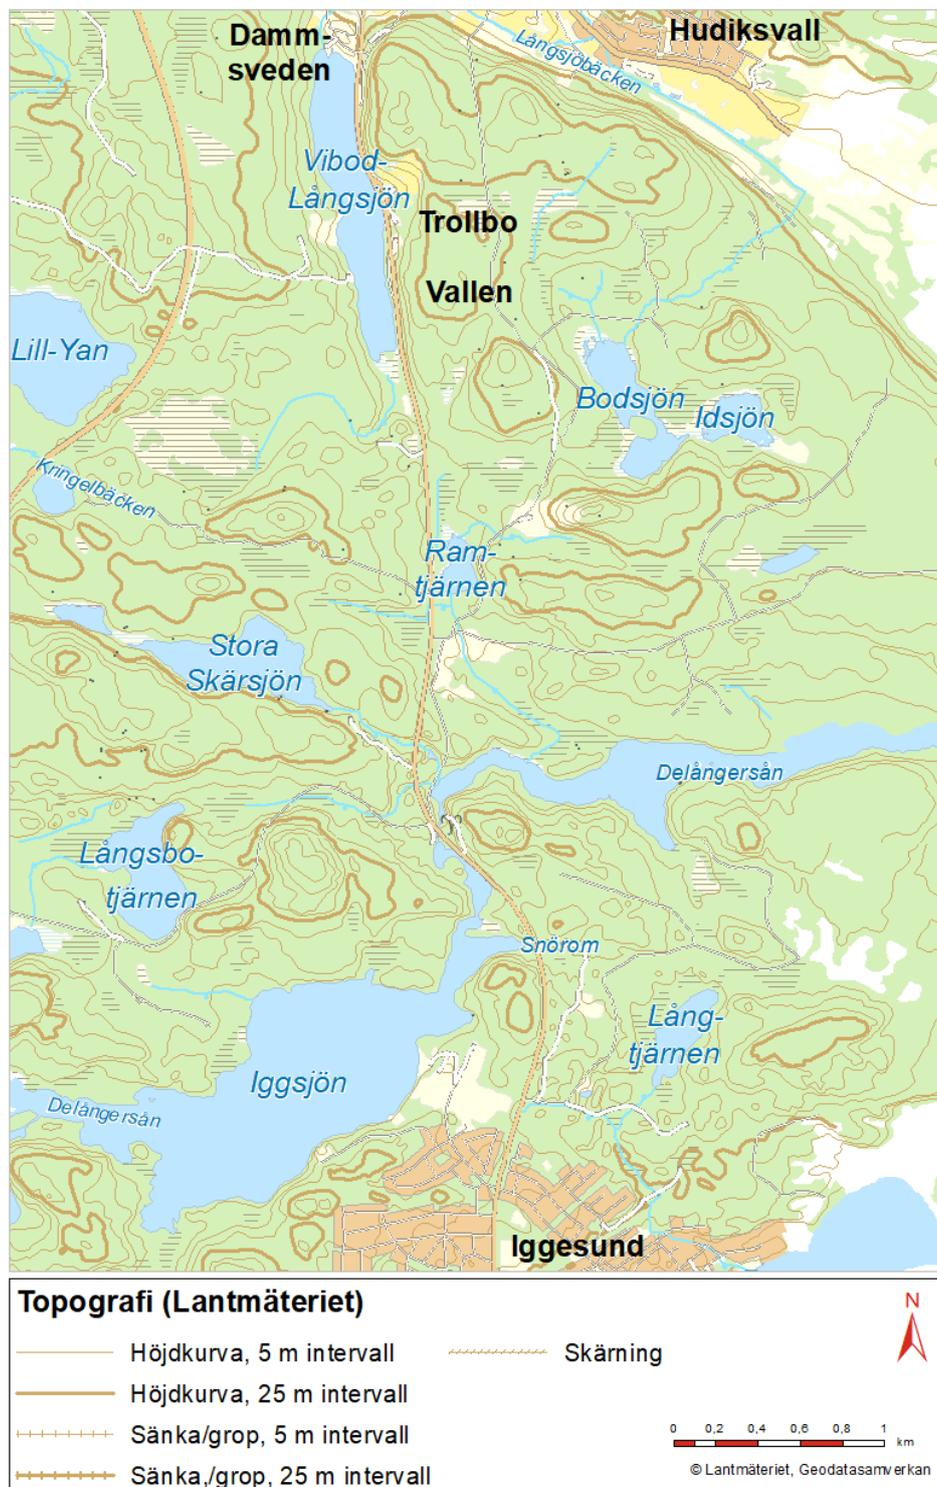 Damm-
sveden
Hudiksvall
Långsjöbäcken
Vibod-
Långsjön
Trollbo
Vallen
Lill-Yan
Bodsjön
Idsjön
Kringelbäcken
Ram-
tjärnen
Stora
Skärsjön
Delångersån
Långsbo-
tjärnen
Snörom
Lång-
tjärnen
Iggsjön
Delångersån
Iggesund
Topografi (Lantmäteriet)
Höjdkurva, 5 m intervall
Skärning
Höjdkurva, 25 m intervall
Sänka/grop, 5 m intervall
Sänka,/grop, 25 m intervall
N
0 0,2 0,4 0,6 0,8 1
km
© Lantmäteriet, Geodatasamverkan